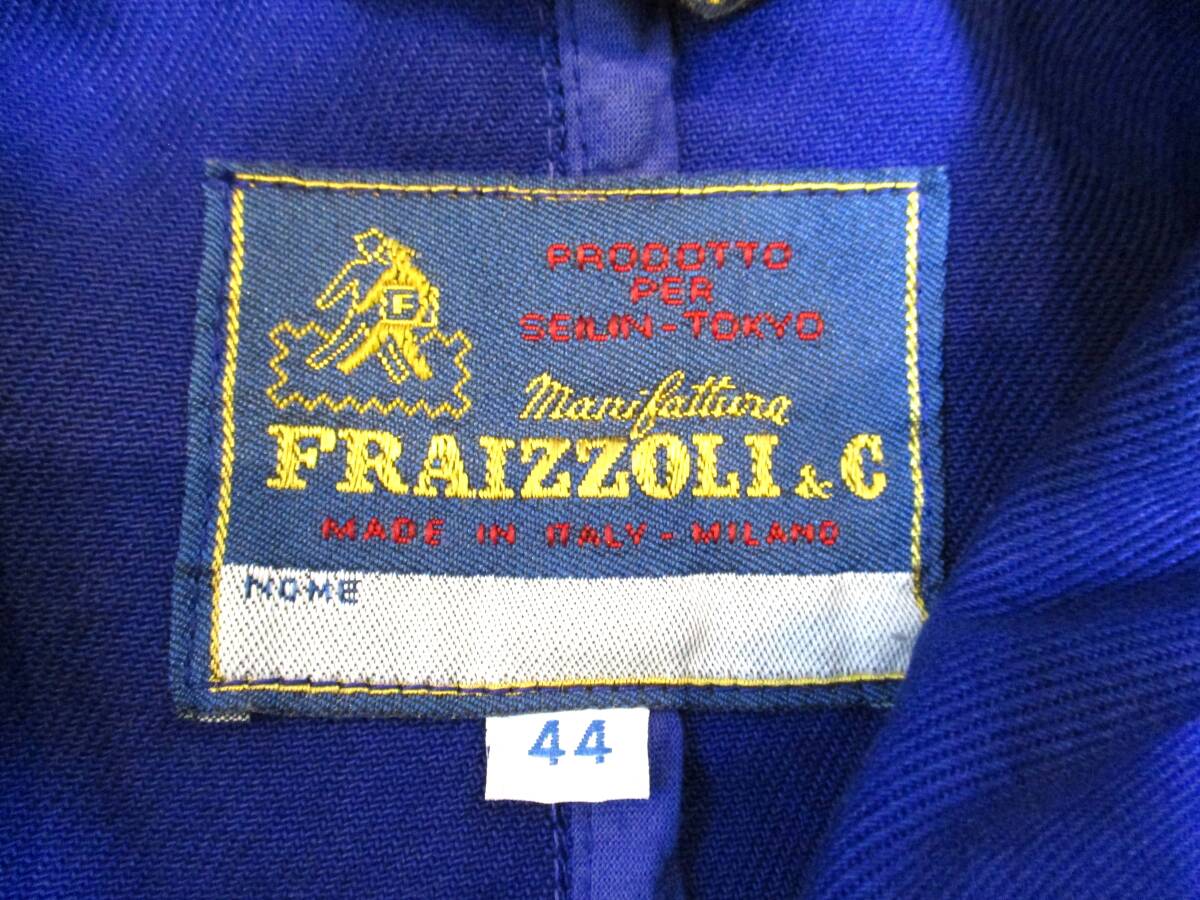 F
PRODOTTO
PER
SEILIN-TOKYO
Manifattura
FRAIZZOLI & C
MADE IN ITALY - MILANO
NOME
44